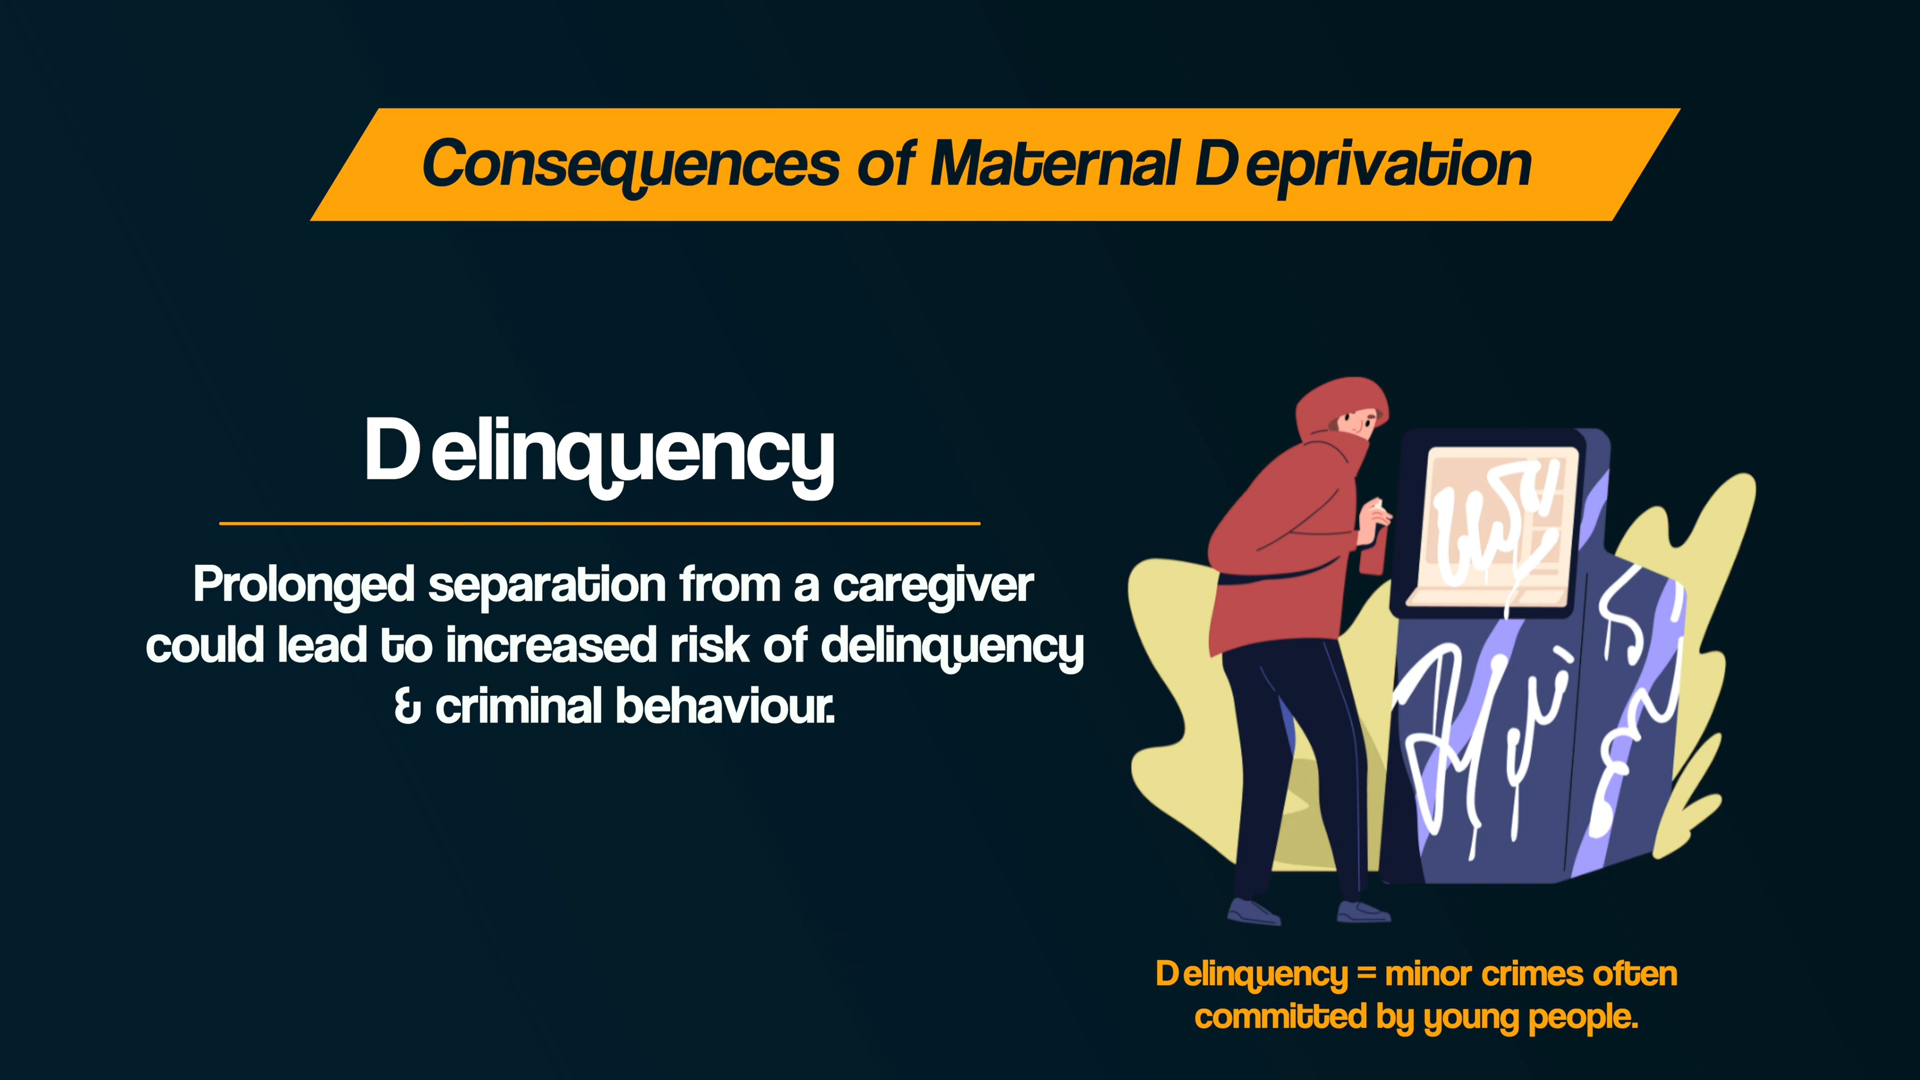 Consequences of Maternal Deprivation
Delinquency
Prolonged separation from a caregiver
could lead to increased risk of delinquency
& criminal behaviour.
Delinquency = minor crimes often
committed by young people.